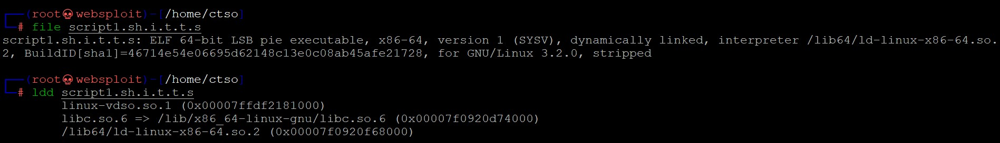 ┌──(root💀websploit)-[/home/ctso]
└─# file script1.sh.i.t.t.s
script1.sh.i.t.t.s: ELF 64-bit LSB pie executable, x86-64, version 1 (SYSV), dynamically linked, interpreter /lib64/ld-linux-x86-64.so.
2, BuildID[sha1]=46714e54e06695d62148c13e0c08ab45afe21728, for GNU/Linux 3.2.0, stripped
┌──(root💀websploit)-[/home/ctso]
└─# ldd script1.sh.i.t.t.s
linux-vdso.so.1 (0x00007ffdf2181000)
libc.so.6 => /lib/x86_64-linux-gnu/libc.so.6 (0x00007f0920d74000)
/lib64/ld-linux-x86-64.so.2 (0x00007f0920f68000)